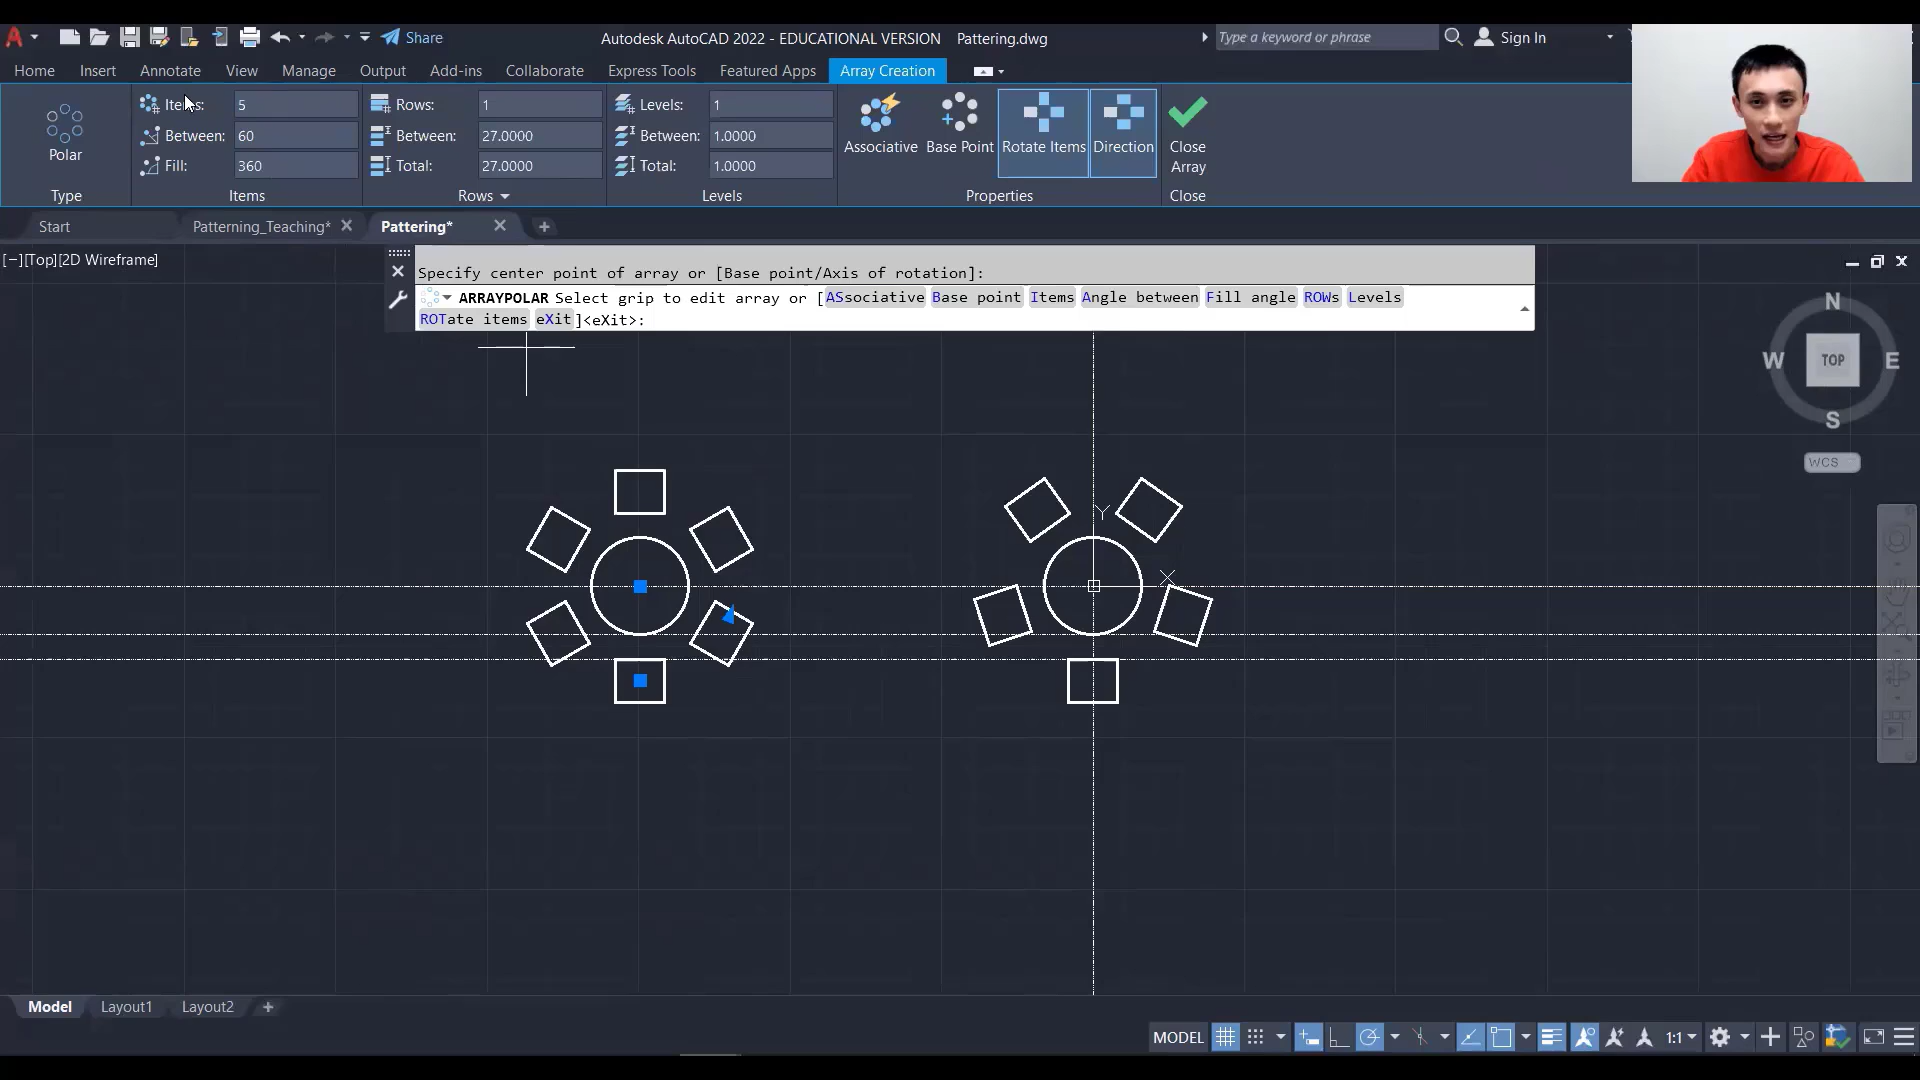 Share
Autodesk AutoCAD 2022 - EDUCATIONAL VERSION Pattering.dwg
Type a keyword or phrase
Sign In
Home Insert Annotate View Manage Output Add-ins Collaborate Express Tools Featured Apps Array Creation
Items: 5 Rows: 1 Levels: 1
Between: 60 Between: 27.0000 Between: 1.0000
Fill: 360 Total: 27.0000 Total: 1.0000
Polar
Associative Base Point Rotate Items Direction Close Array
Type Items Rows Levels Properties Close
Start Patterning_Teaching* Pattering*
[−][Top][2D Wireframe]
Specify center point of array or [Base point/Axis of rotation]:
ARRAYPOLAR Select grip to edit array or [ASsociative Base point Items Angle between Fill angle ROWs Levels
ROTate items eXit]<eXit>:
N
W TOP E
S
WCS
Y
X
Model Layout1 Layout2
MODEL 1:1